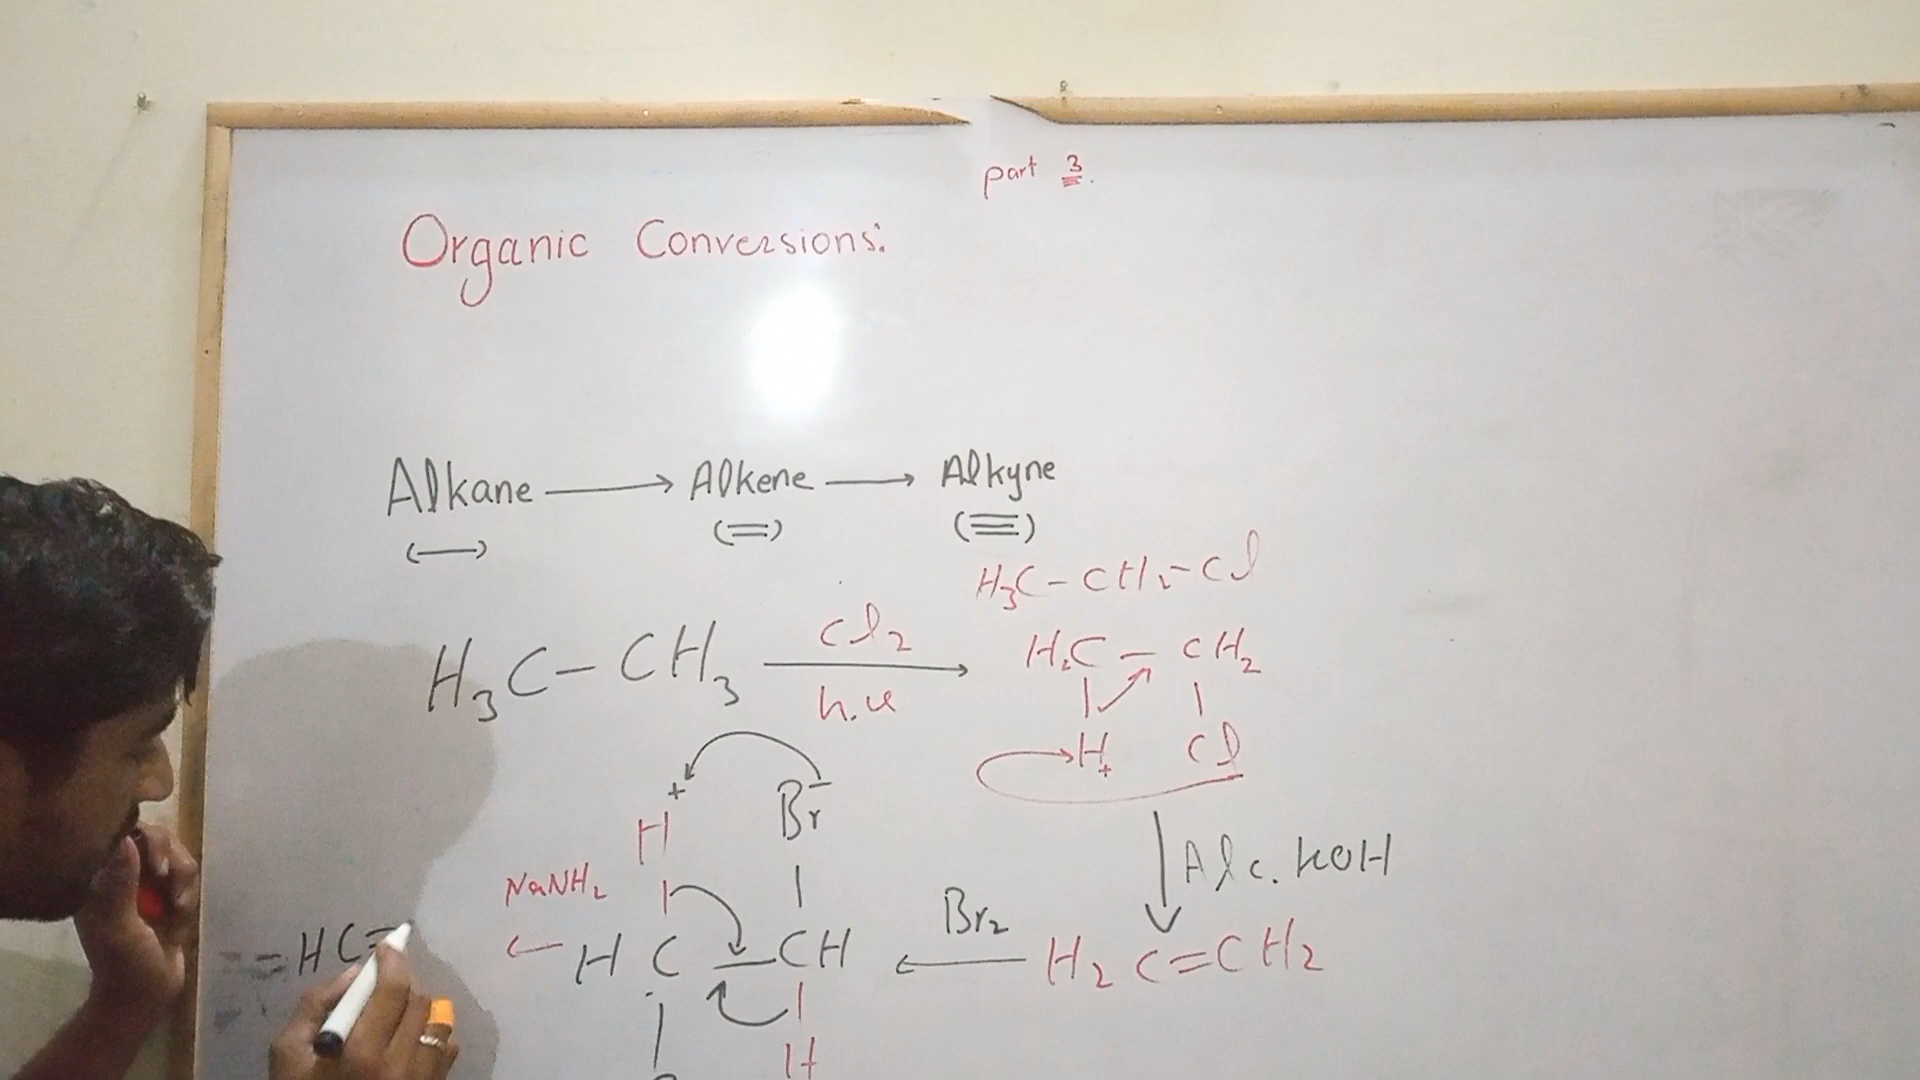 part 3.
Organic Conversions:
Alkane → Alkene → Alkyne
(—) (=) (≡)
H3C-CH2-Cl
H3C-CH3 Cl2 → h.υ H2C-CH2
H+ Cl
+ H Br-
Alc. KOH
NaNH2 Br2
=HC= ← H C-CH ← H2C=CH2
H